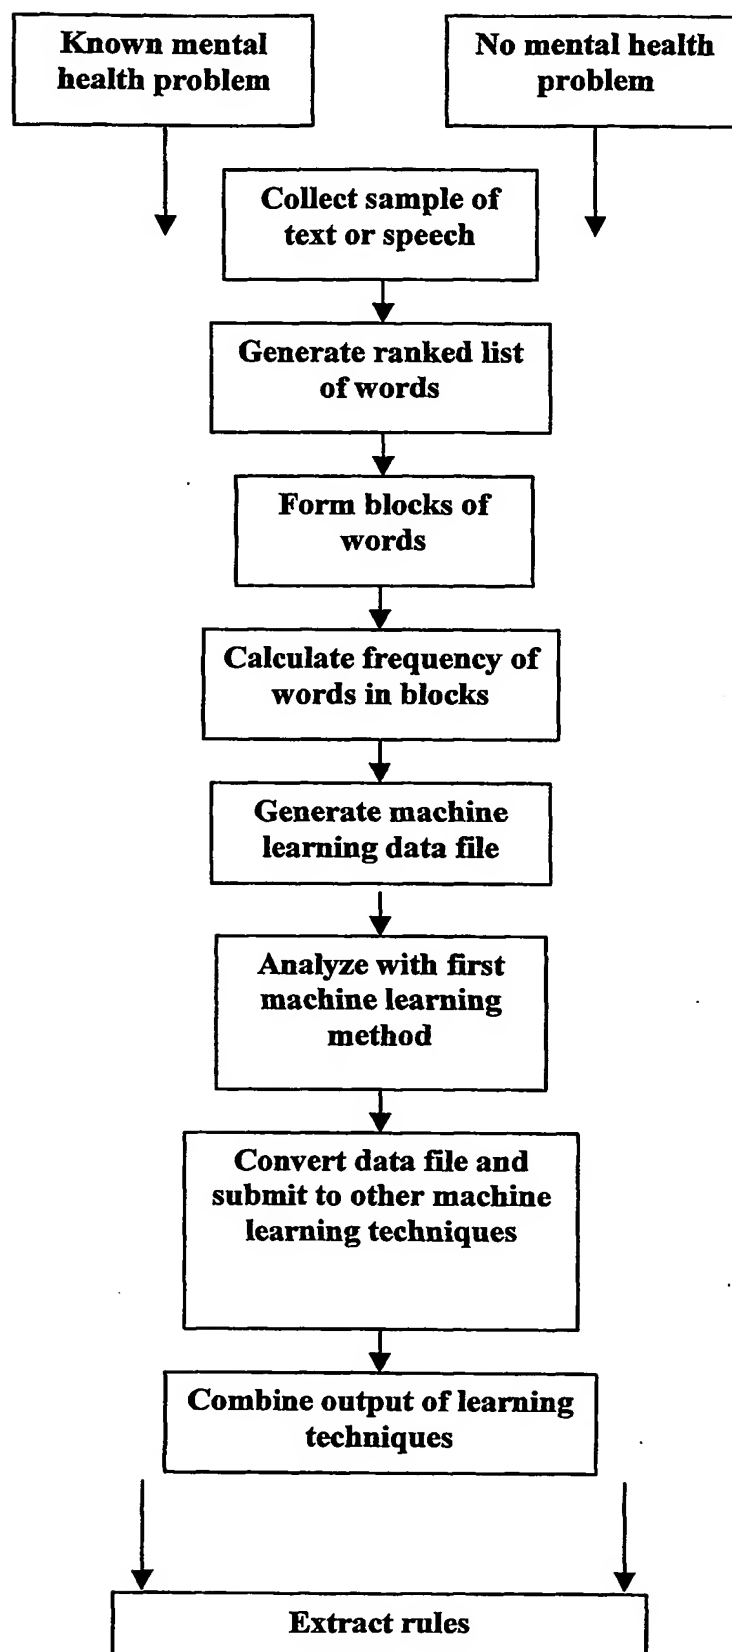 Known mental
health problem
No mental health
problem
Collect sample of
text or speech
Generate ranked list
of words
Form blocks of
words
Calculate frequency of
words in blocks
Generate machine
learning data file
Analyze with first
machine learning
method
Convert data file and
submit to other machine
learning techniques
Combine output of learning
techniques
Extract rules